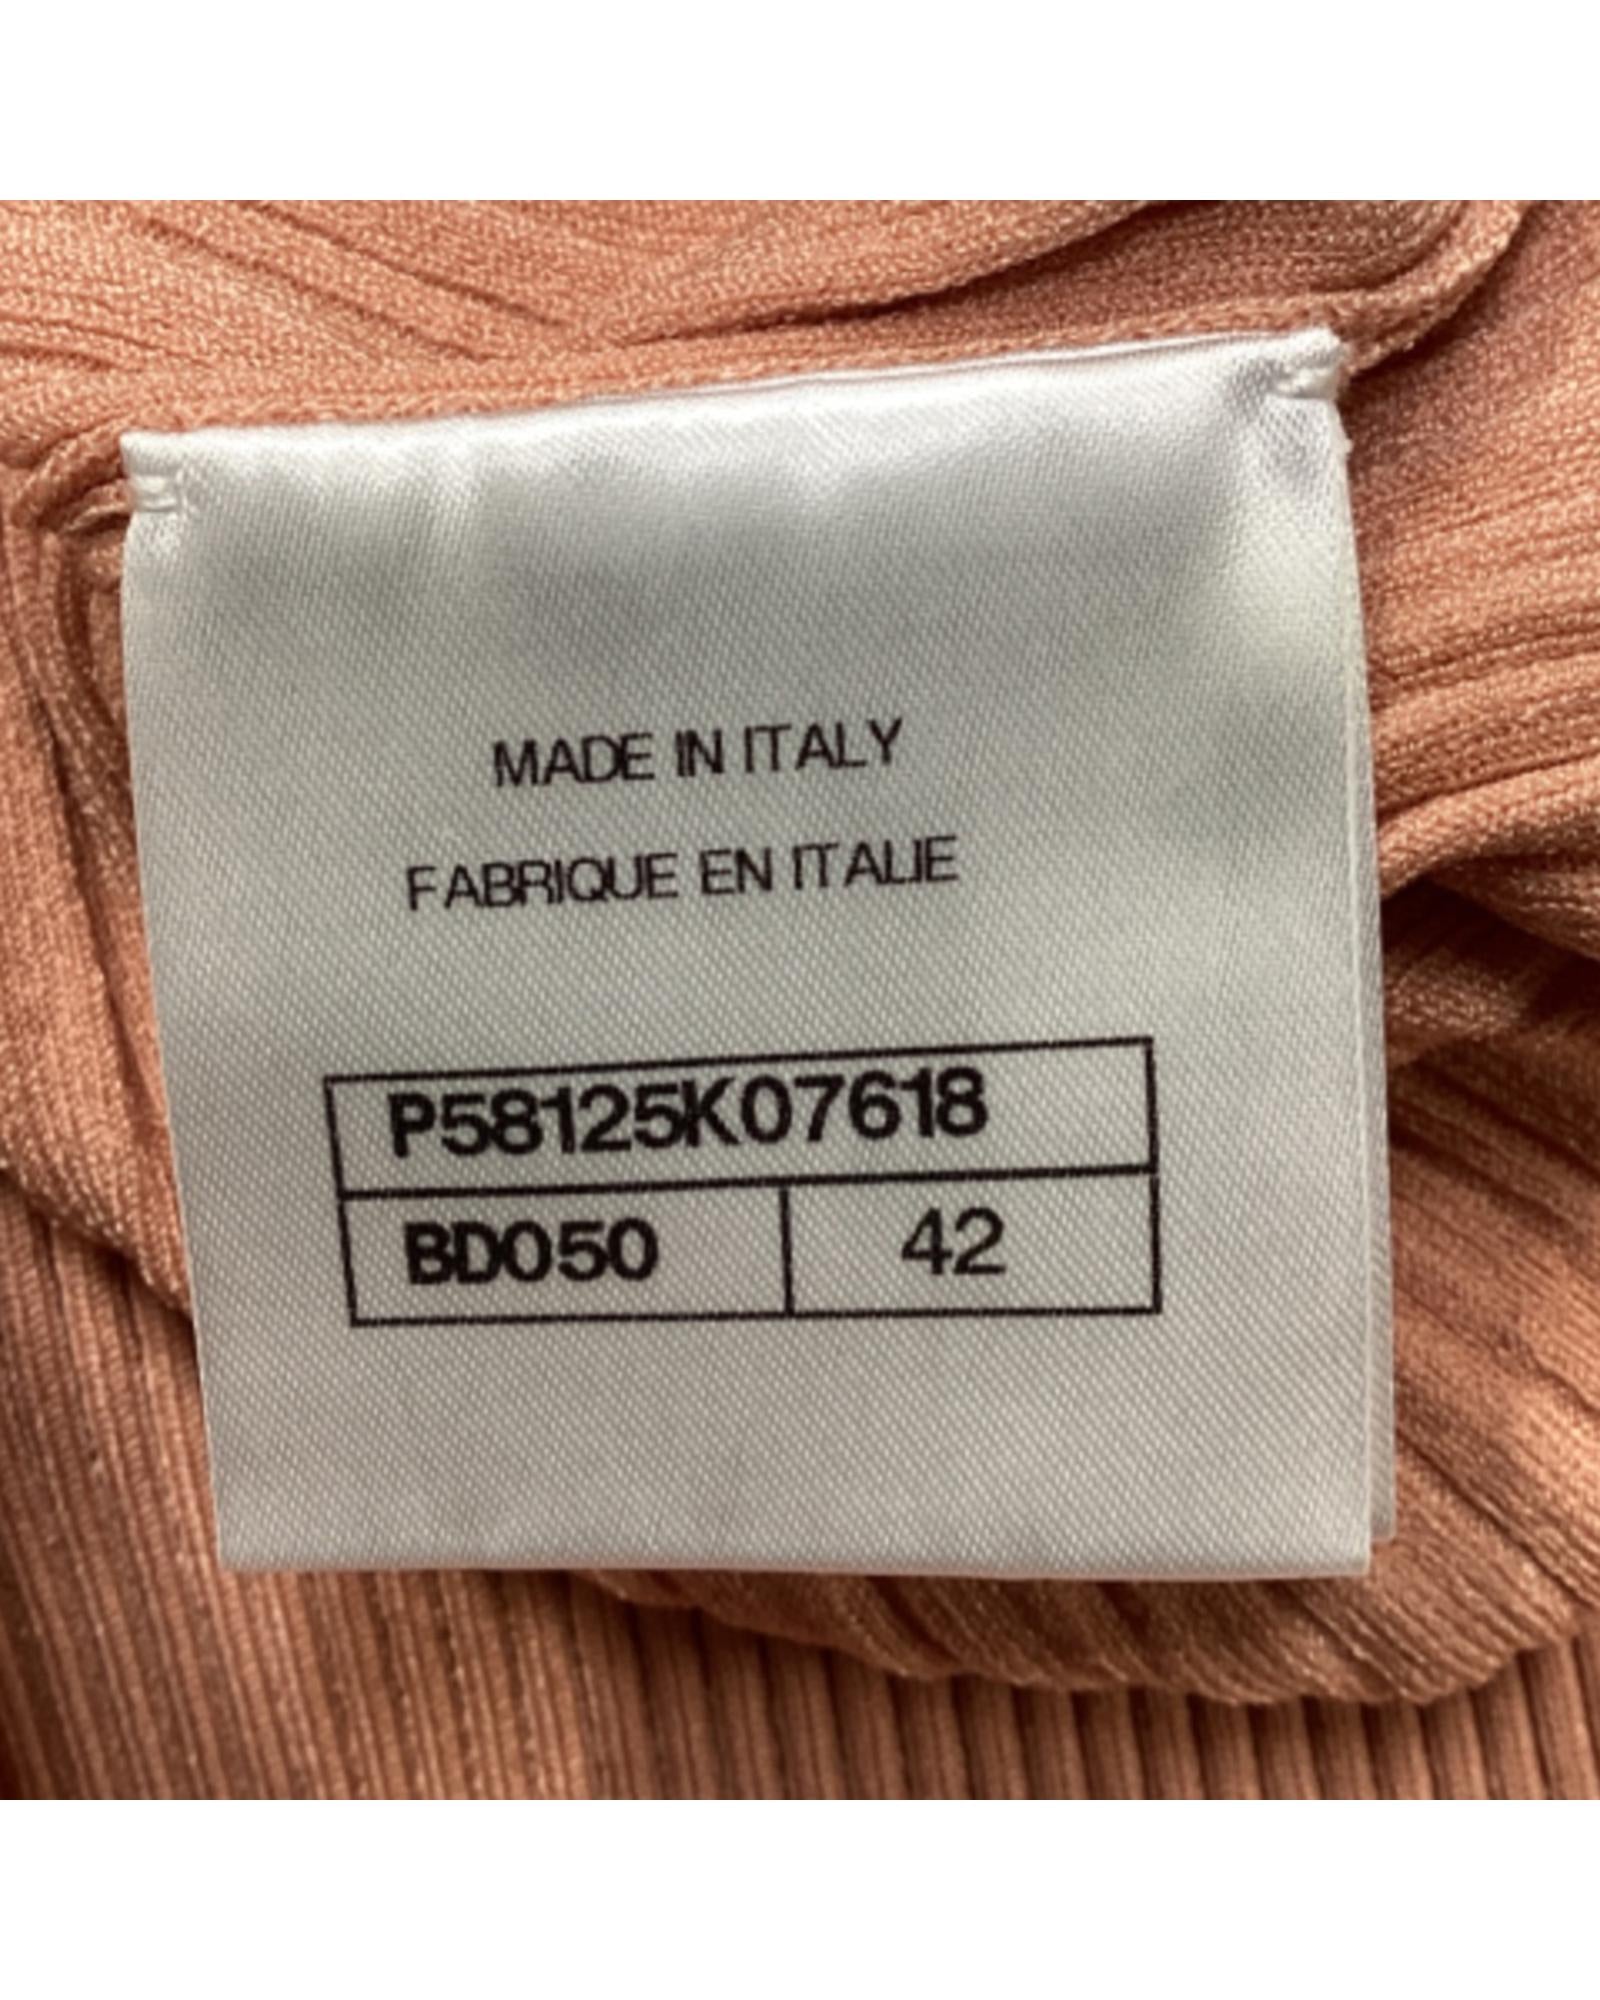 MADE IN ITALY
FABRIQUE EN ITALIE
P58125K07618
BD050 42